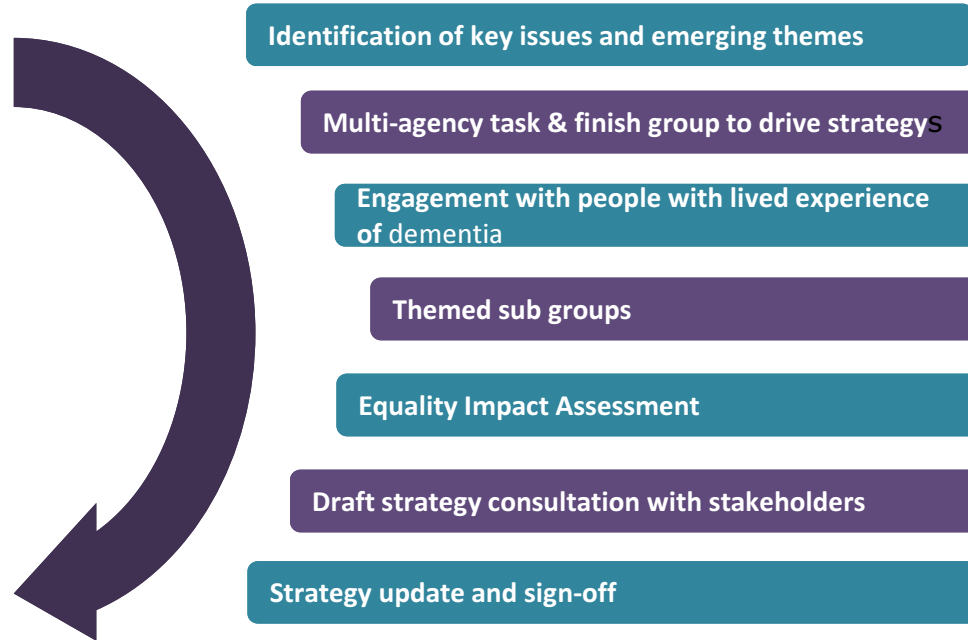 Identification of key issues and emerging themes
Multi-agency task & finish group to drive strategys
Engagement with people with lived experience
of dementia
Themed sub groups
Equality Impact Assessment
Draft strategy consultation with stakeholders
Strategy update and sign-off